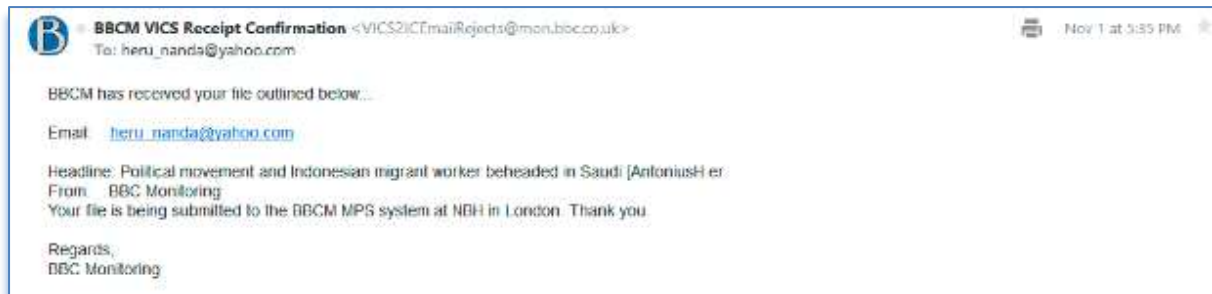 B
BBCM VICS Receipt Confirmation <VICS2ICEmailRejects@mon.bbc.co.uk>
Nov 1 at 5:35 PM
To: heru_nanda@yahoo.com
BBCM has received your file outlined below...
Email: heru_nanda@yahoo.com
Headline: Political movement and Indonesian migrant worker beheaded in Saudi [AntoniusH er
From: BBC Monitoring
Your file is being submitted to the BBCM MPS system at NBH in London. Thank you.
Regards,
BBC Monitoring